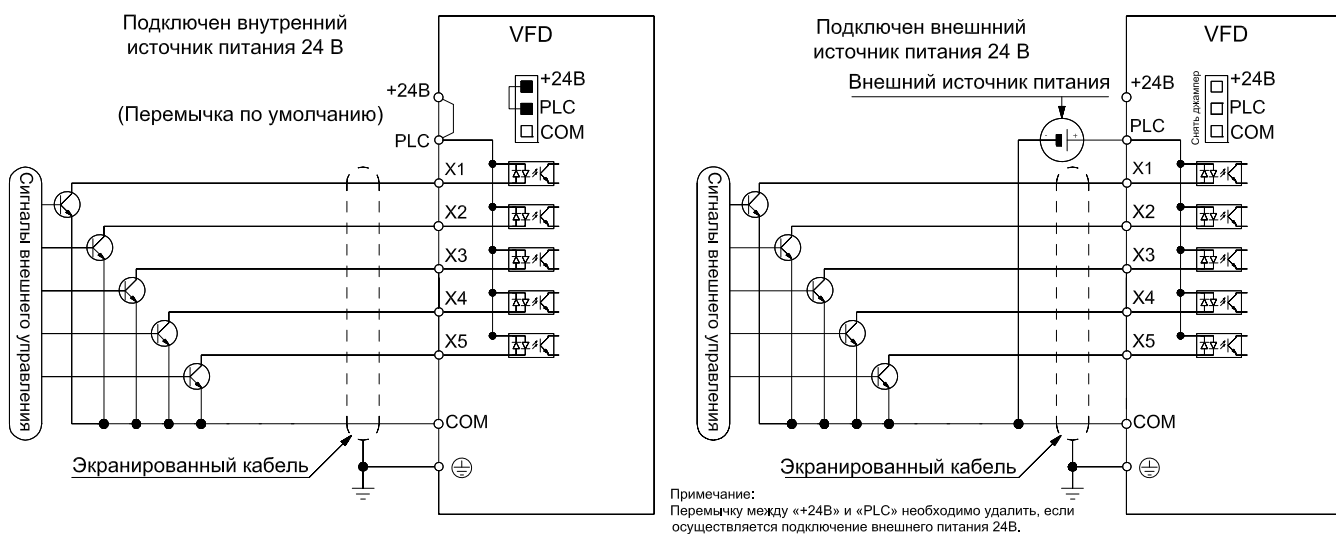 Подключен внутренний
источник питания 24 В
(Перемычка по умолчанию)
VFD
+24В
PLC
COM
+24В
PLC
X1
X2
X3
X4
X5
COM
Сигналы внешнего управления
Экранированный кабель
Подключен внешнний
источник питания 24 В
Внешний источник питания
VFD
Снять джампер
+24В
PLC
COM
+24В
PLC
- +
X1
X2
X3
X4
X5
COM
Сигналы внешнего управления
Экранированный кабель
Примечание:
Перемычку между «+24В» и «PLC» необходимо удалить, если
осуществляется подключение внешнего питания 24В.